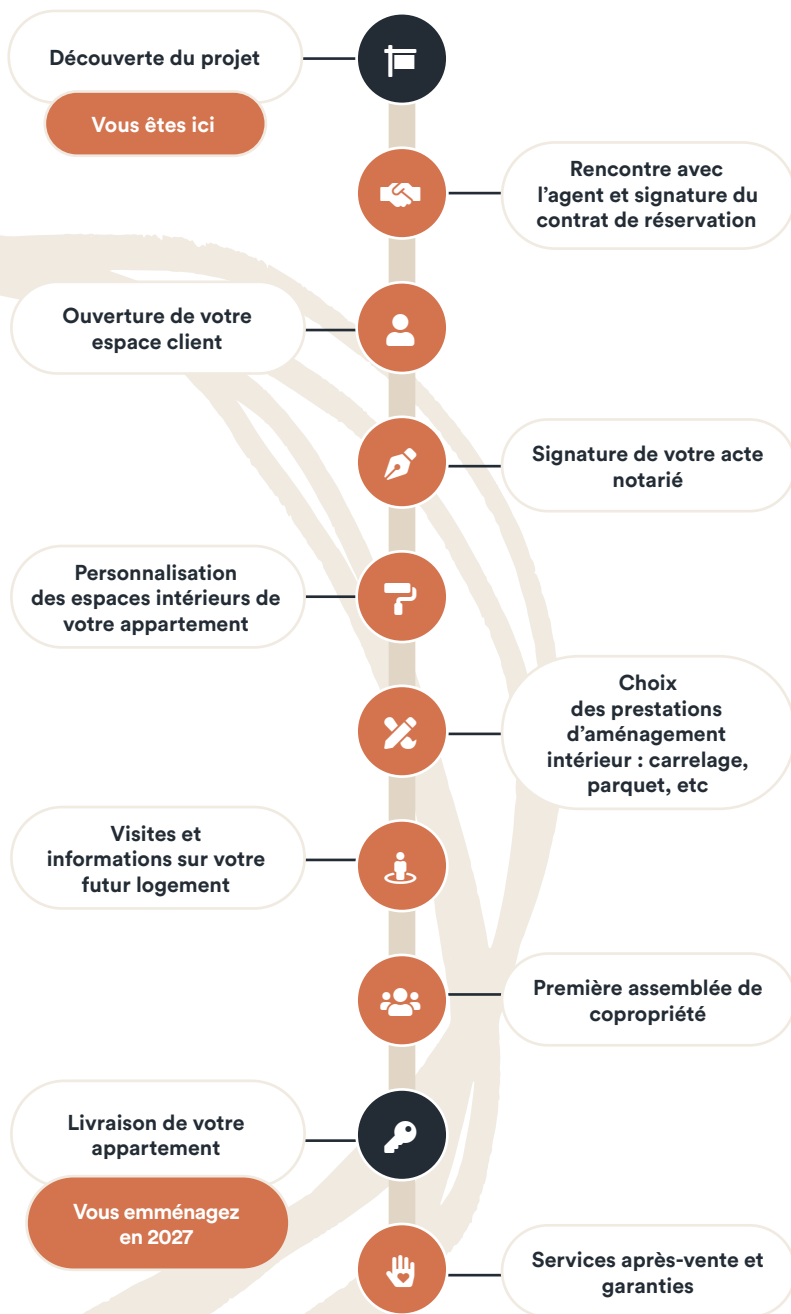 Découverte du projet
Vous êtes ici
Rencontre avec
l’agent et signature du
contrat de réservation
Ouverture de votre
espace client
Signature de votre acte
notarié
Personnalisation
des espaces intérieurs de
votre appartement
Choix
des prestations
d’aménagement
intérieur : carrelage,
parquet, etc
Visites et
informations sur votre
futur logement
Première assemblée de
copropriété
Livraison de votre
appartement
Vous emménagez
en 2027
Services après-vente et
garanties